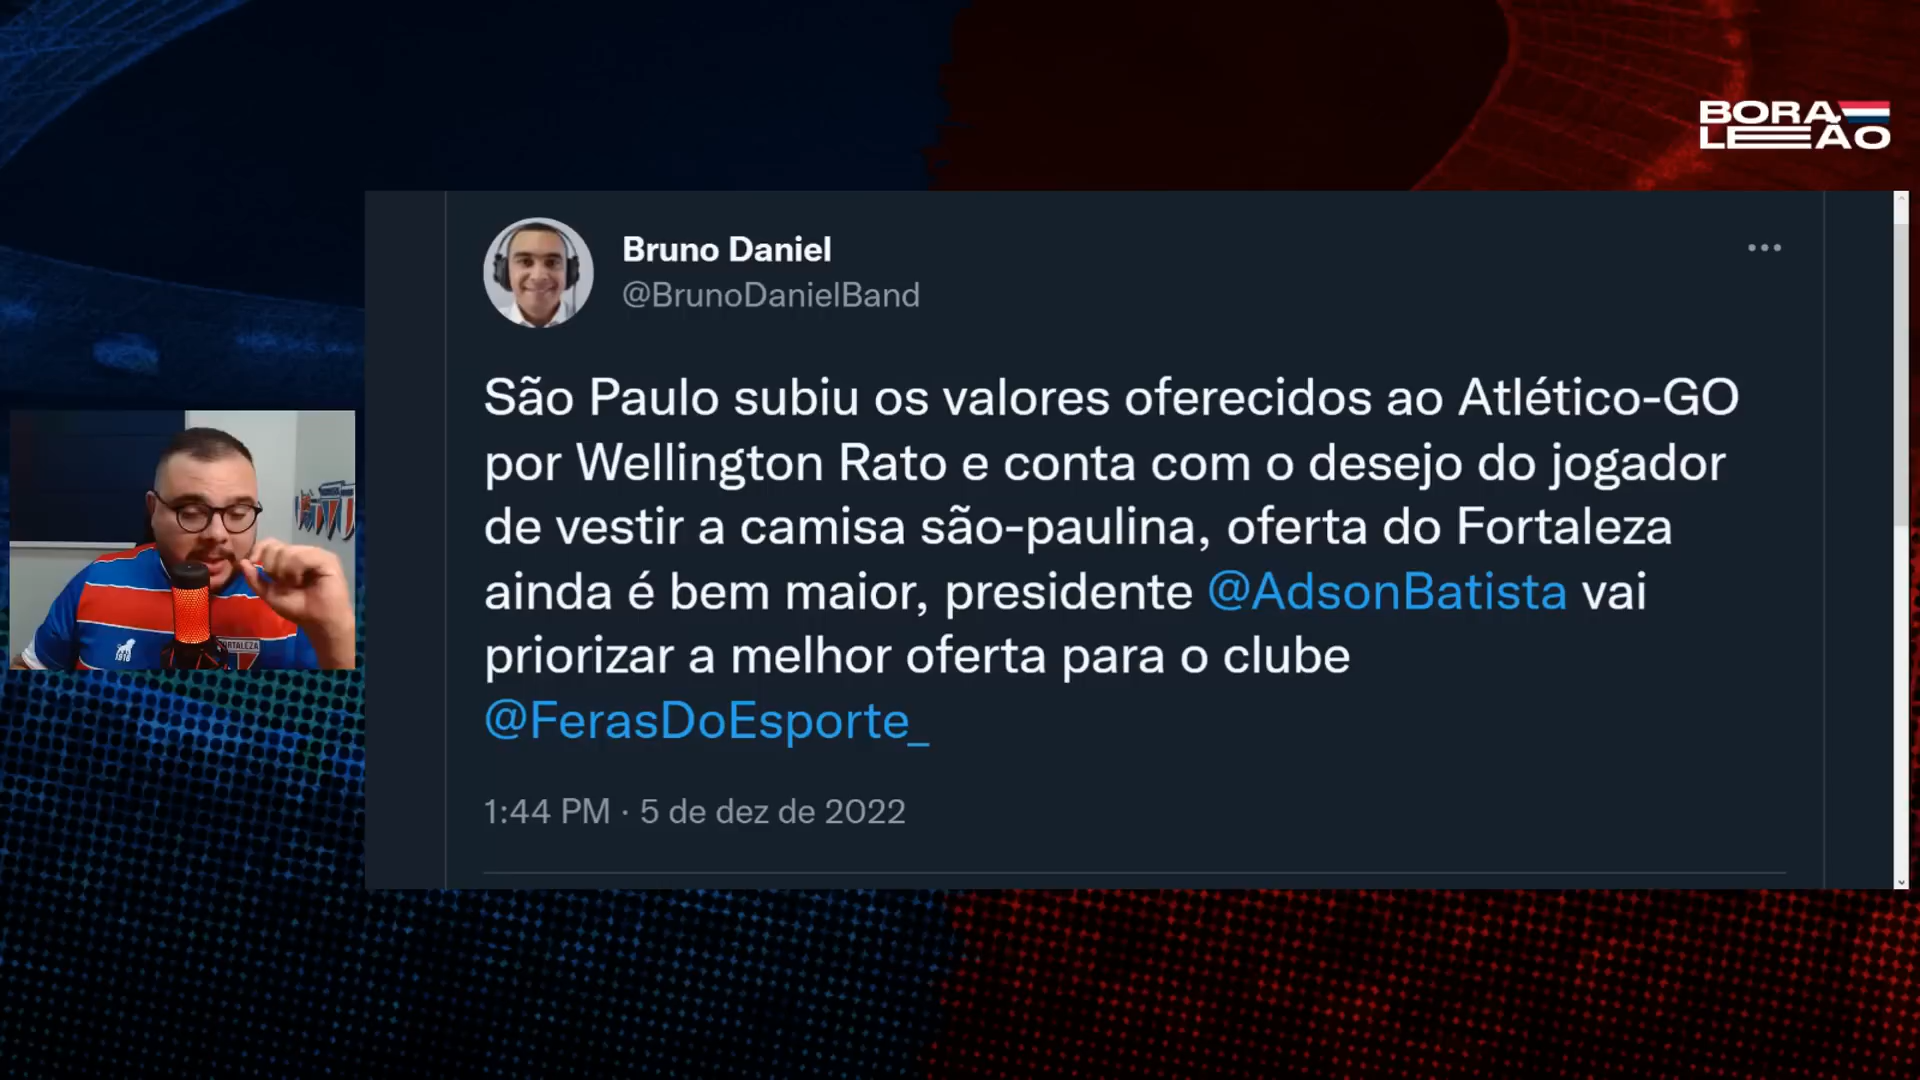 BORA
LEÃO
Bruno Daniel
@BrunoDanielBand
São Paulo subiu os valores oferecidos ao Atlético-GO
por Wellington Rato e conta com o desejo do jogador
de vestir a camisa são-paulina, oferta do Fortaleza
ainda é bem maior, presidente @AdsonBatista vai
priorizar a melhor oferta para o clube
@FerasDoEsporte_
1:44 PM · 5 de dez de 2022
FORTALEZA
1918